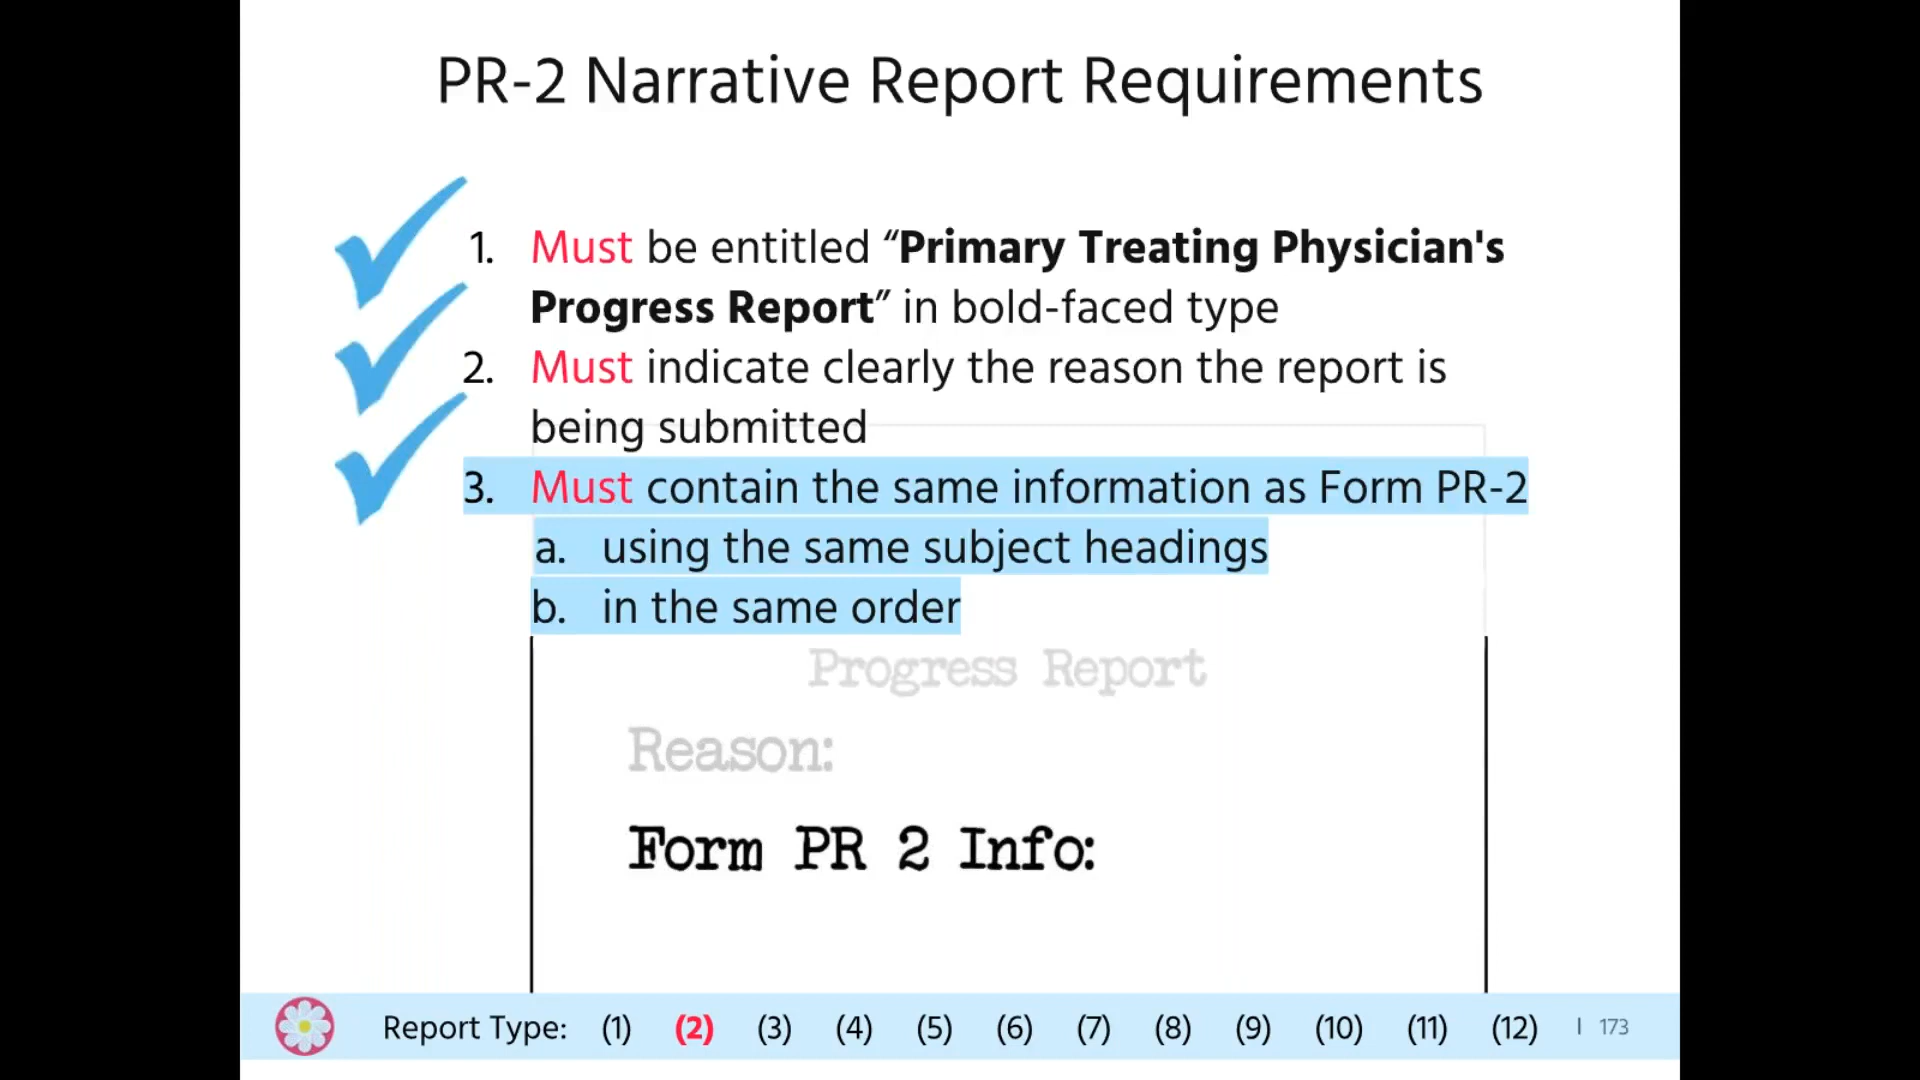 PR-2 Narrative Report Requirements
1. Must be entitled “Primary Treating Physician's
Progress Report” in bold-faced type
2. Must indicate clearly the reason the report is
being submitted
3. Must contain the same information as Form PR-2
a. using the same subject headings
b. in the same order
Progress Report
Reason:
Form PR 2 Info:
Report Type: (1) (2) (3) (4) (5) (6) (7) (8) (9) (10) (11) (12) | 173